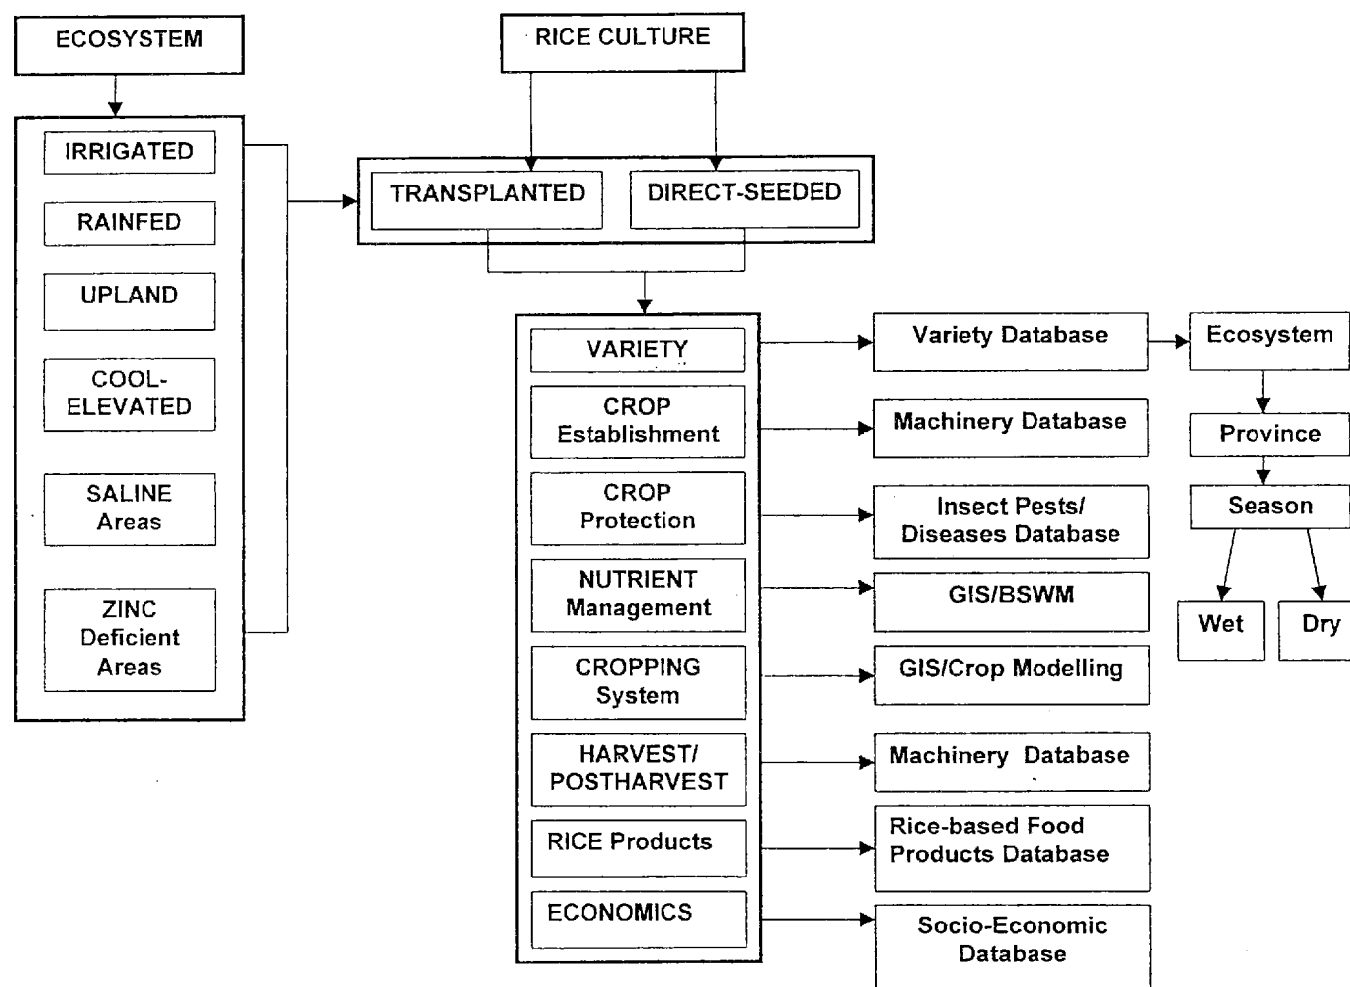 ECOSYSTEM
RICE CULTURE
IRRIGATED
RAINFED
UPLAND
COOL-
ELEVATED
SALINE
Areas
ZINC
Deficient
Areas
TRANSPLANTED
DIRECT-SEEDED
VARIETY
CROP
Establishment
CROP
Protection
NUTRIENT
Management
CROPPING
System
HARVEST/
POSTHARVEST
RICE Products
ECONOMICS
Variety Database
Machinery Database
Insect Pests/
Diseases Database
GIS/BSWM
GIS/Crop Modelling
Machinery Database
Rice-based Food
Products Database
Socio-Economic
Database
Ecosystem
Province
Season
Wet
Dry